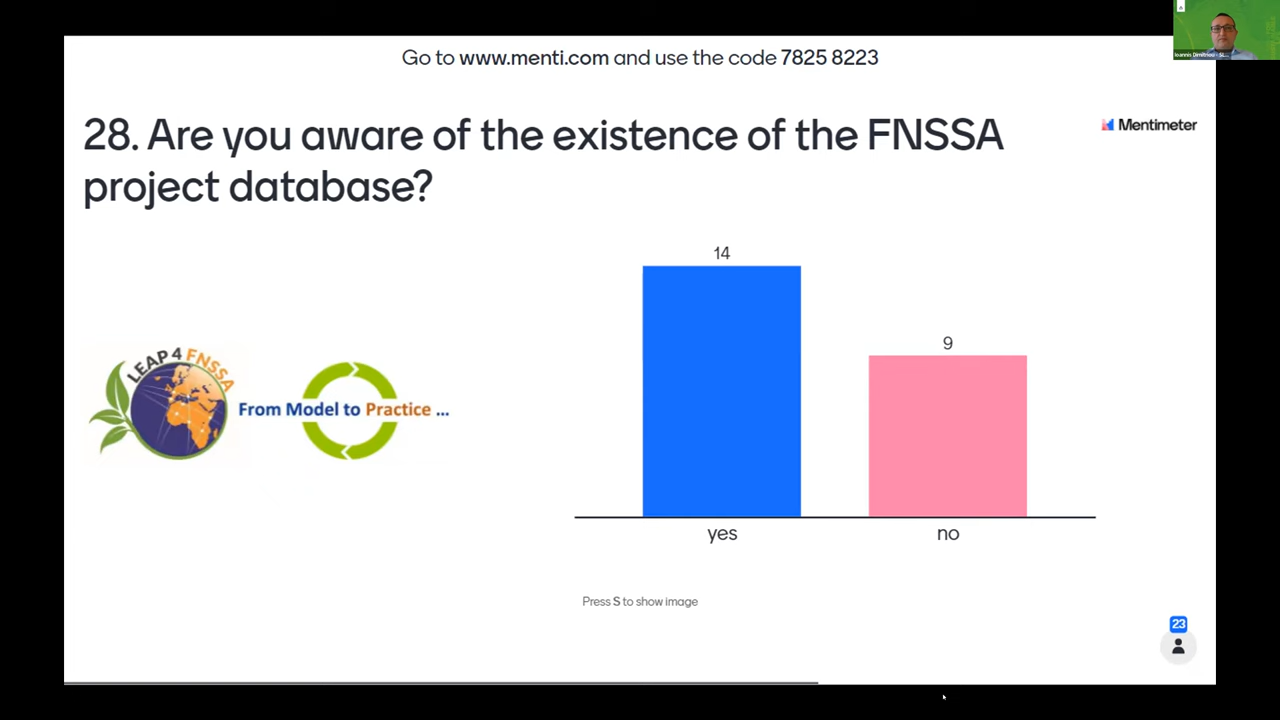 Go to www.menti.com and use the code 7825 8223
28. Are you aware of the existence of the FNSSA
project database?
Mentimeter
14
9
LEAP4FNSSA
From Model to Practice ...
yes
no
Press S to show image
23
Ioannis Dimitriou